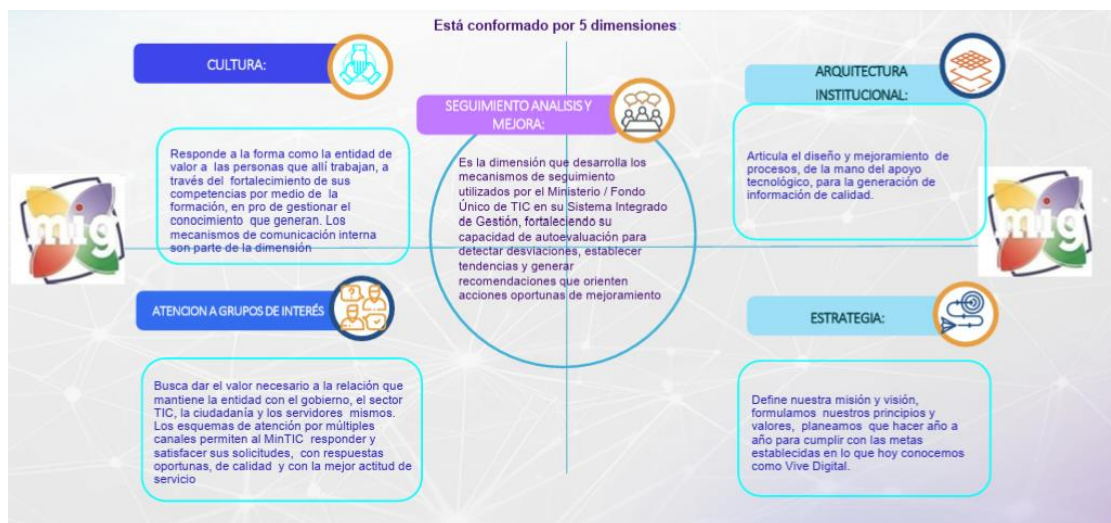 Está conformado por 5 dimensiones:
CULTURA:
Responde a la forma como la entidad de
valor a las personas que allí trabajan, a
través del fortalecimiento de sus
competencias por medio de la
formación, en pro de gestionar el
conocimiento que generan. Los
mecanismos de comunicación interna
son parte de la dimensión
SEGUIMIENTO ANALISIS Y
MEJORA:
Es la dimensión que desarrolla los
mecanismos de seguimiento
utilizados por el Ministerio / Fondo
Único de TIC en su Sistema Integrado
de Gestión, fortaleciendo su
capacidad de autoevaluación para
detectar desviaciones, establecer
tendencias y generar
recomendaciones que orienten
acciones oportunas de mejoramiento
ARQUITECTURA
INSTITUCIONAL:
Articula el diseño y mejoramiento de
procesos, de la mano del apoyo
tecnológico, para la generación de
información de calidad.
mig
mig
ATENCION A GRUPOS DE INTERÉS
Busca dar el valor necesario a la relación que
mantiene la entidad con el gobierno, el sector
TIC, la ciudadanía y los servidores mismos.
Los esquemas de atención por múltiples
canales permiten al MinTIC responder y
satisfacer sus solicitudes, con respuestas
oportunas, de calidad y con la mejor actitud de
servicio
ESTRATEGIA:
Define nuestra misión y visión,
formulamos nuestros principios y
valores, planeamos que hacer año a
año para cumplir con las metas
establecidas en lo que hoy conocemos
como Vive Digital.